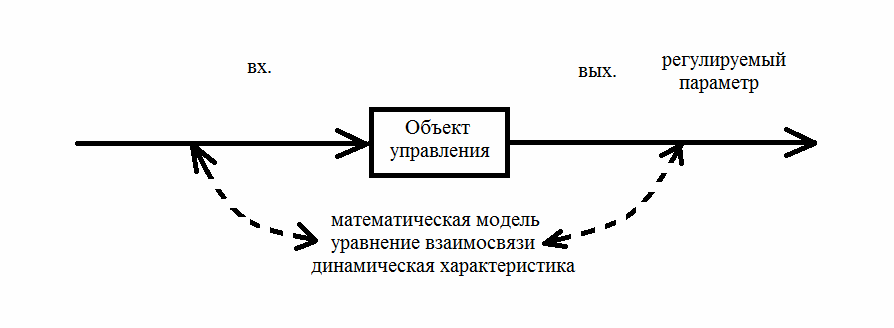 вх.
вых.
регулируемый
параметр
Объект
управления
математическая модель
уравнение взаимосвязи
динамическая характеристика